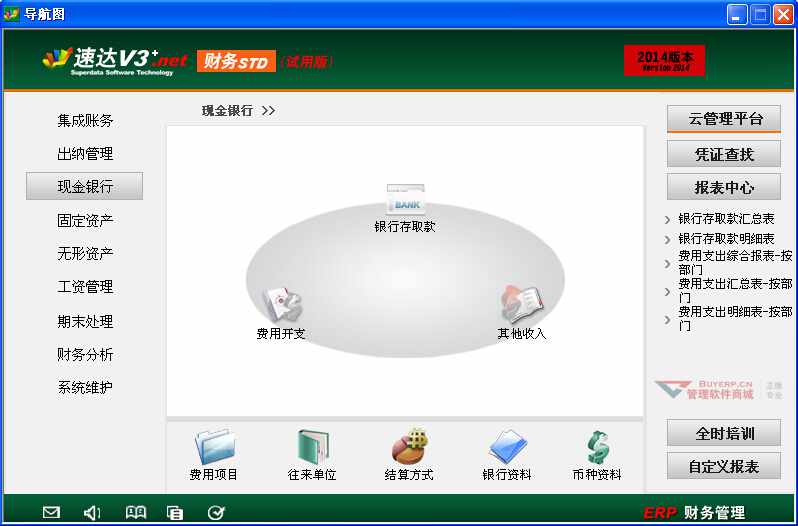 导航图
速达V3+.net
Superdata Software Technology
财务STD
(试用版)
2014版本
Version 2014
集成账务
出纳管理
现金银行
固定资产
无形资产
工资管理
期末处理
财务分析
系统维护
现金银行 >>
BANK
银行存取款
费用开支
其他收入
费用项目
往来单位
结算方式
银行资料
币种资料
云管理平台
凭证查找
报表中心
银行存取款汇总表
银行存取款明细表
费用支出综合报表-按
部门
费用支出汇总表-按部
门
费用支出明细表-按部
门
BUYERP.CN
管理软件商城
正版
专业
全时培训
自定义报表
ERP 财务管理